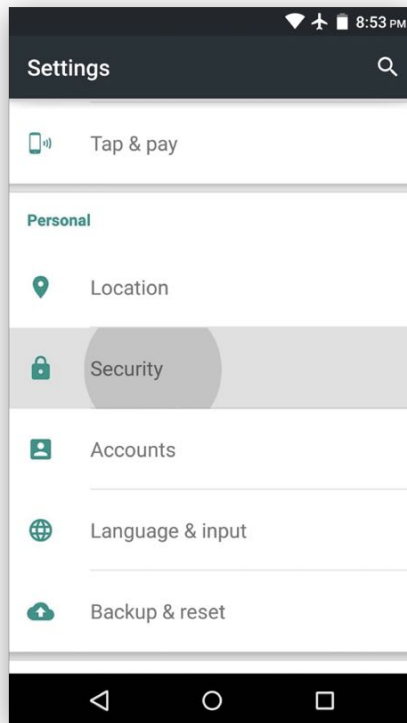 8:53 PM
Settings
Tap & pay
Personal
Location
Security
Accounts
Language & input
Backup & reset